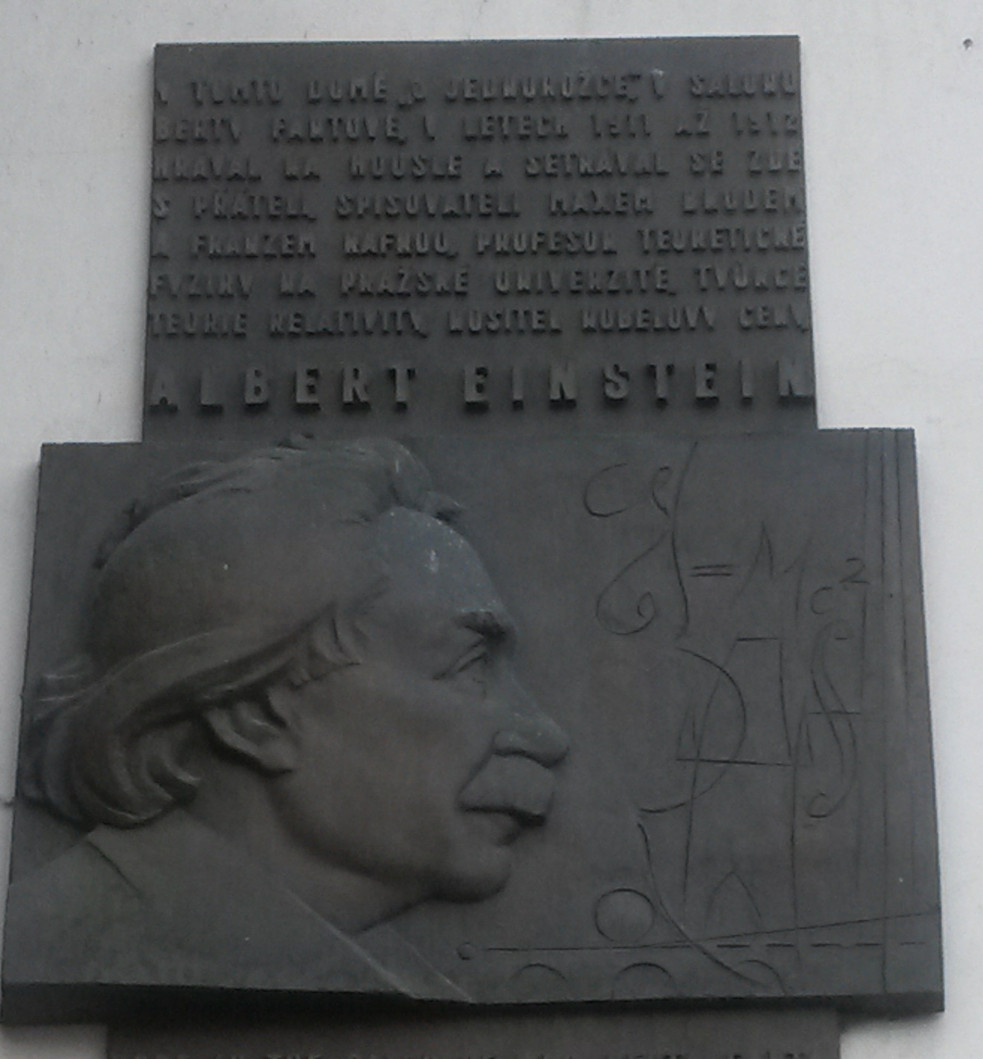 V TOMTO DOMĚ „U JEDNOROŽCE“, V SALONU
BERTY FANTOVÉ, V LETECH 1911 AŽ 1912
HRÁVAL NA HOUSLE A SETKÁVAL SE ZDE
S PŘÁTELI, SPISOVATELI MAXEM BRODEM
A FRANZEM KAFKOU, PROFESOR TEORETICKÉ
FYZIKY NA PRAŽSKÉ UNIVERZITĚ, TVŮRCE
TEORIE RELATIVITY, NOSITEL NOBELOVY CENY,
ALBERT EINSTEIN
= Mc²